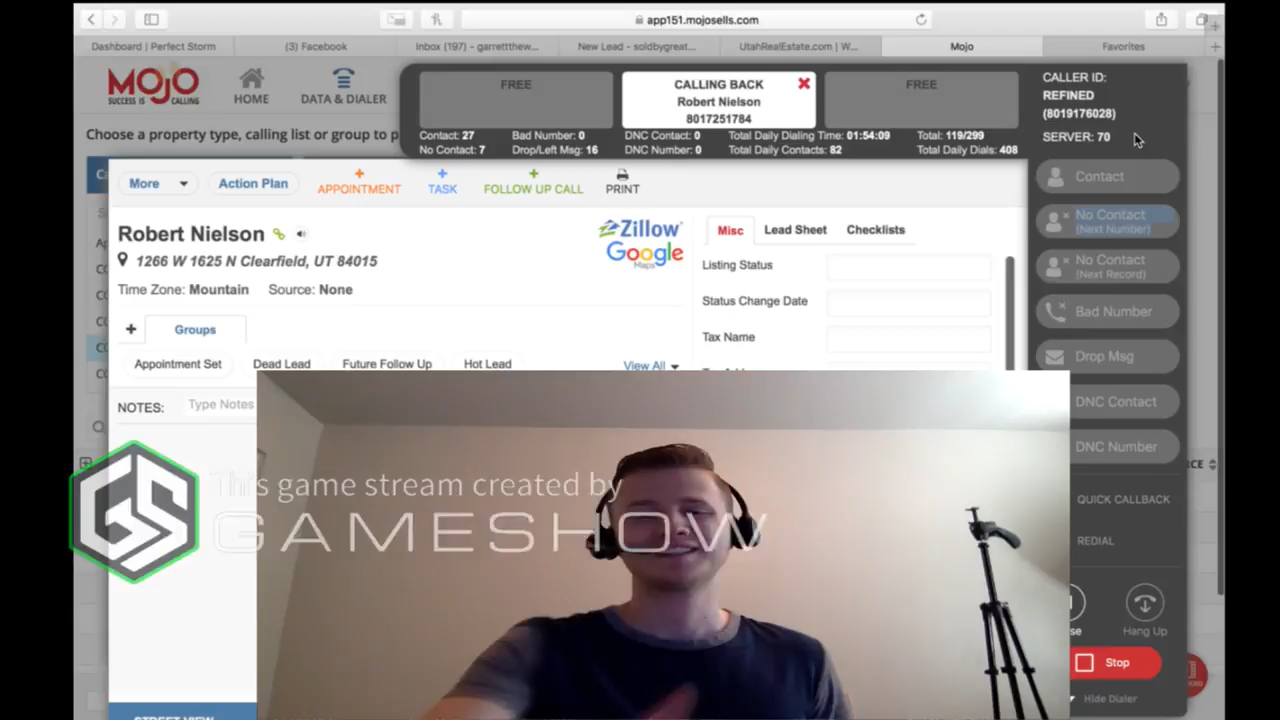 app151.mojosells.com
Dashboard | Perfect Storm
(3) Facebook
Inbox (197) - garrettthew...
New Lead - soldbygreat...
UtahRealEstate.com | W...
Mojo
Favorites
MOJO
SUCCESS IS CALLING
HOME
DATA & DIALER
FREE
CALLING BACK
Robert Nielson
8017251784
FREE
CALLER ID:
REFINED
(8019176028)
SERVER: 70
Contact: 27
Bad Number: 0
DNC Contact: 0
Total Daily Dialing Time: 01:54:09
Total: 119/299
No Contact: 7
Drop/Left Msg: 16
DNC Number: 0
Total Daily Contacts: 82
Total Daily Dials: 408
Choose a property type, calling list or group to p
More
Action Plan
APPOINTMENT
TASK
FOLLOW UP CALL
PRINT
Robert Nielson
1266 W 1625 N Clearfield, UT 84015
Time Zone: Mountain
Source: None
Zillow
Google
Maps
Misc
Lead Sheet
Checklists
Listing Status
Status Change Date
Tax Name
Groups
Appointment Set
Dead Lead
Future Follow Up
Hot Lead
View All
NOTES:
Type Notes
Contact
No Contact
(Next Number)
No Contact
(Next Record)
Bad Number
Drop Msg
DNC Contact
DNC Number
QUICK CALLBACK
REDIAL
Hang Up
Stop
Hide Dialer
GS
This game stream created by
GAMESHOW
STREET VIEW